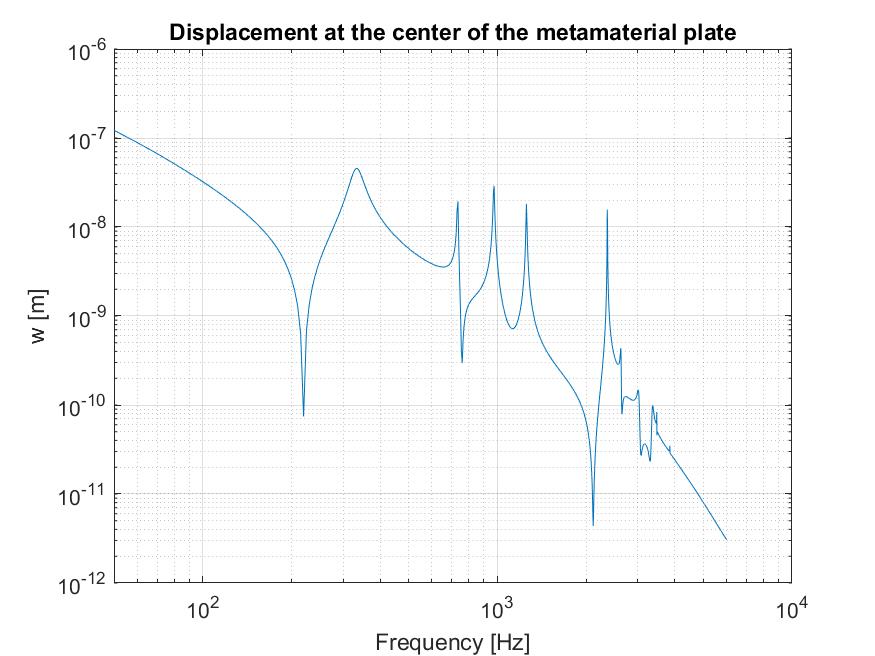 Displacement at the center of the metamaterial plate
10^-6
10^-7
10^-8
10^-9
10^-10
10^-11
10^-12
w [m]
10^2 10^3 10^4
Frequency [Hz]